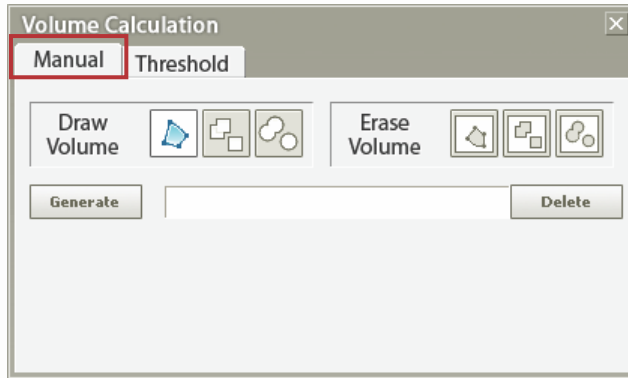 Volume Calculation
Manual
Threshold
Draw
Volume
Erase
Volume
Generate
Delete